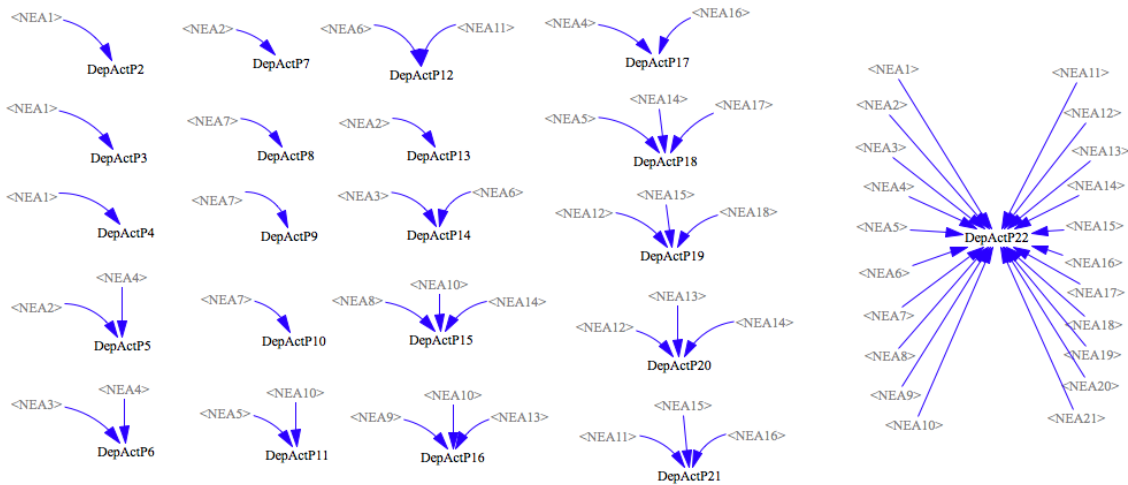 <NEA1>
DepActP2
<NEA2>
DepActP7
<NEA6>
<NEA11>
DepActP12
<NEA4>
<NEA16>
DepActP17
<NEA1>
DepActP3
<NEA7>
DepActP8
<NEA2>
DepActP13
<NEA14>
<NEA5>
<NEA17>
DepActP18
<NEA1>
DepActP4
<NEA7>
DepActP9
<NEA3>
<NEA6>
DepActP14
<NEA15>
<NEA12>
<NEA18>
DepActP19
<NEA4>
<NEA2>
DepActP5
<NEA7>
DepActP10
<NEA10>
<NEA8>
<NEA14>
DepActP15
<NEA13>
<NEA12>
<NEA14>
DepActP20
<NEA4>
<NEA3>
DepActP6
<NEA10>
<NEA5>
DepActP11
<NEA10>
<NEA9>
<NEA13>
DepActP16
<NEA15>
<NEA11>
<NEA16>
DepActP21
<NEA1>
<NEA2>
<NEA3>
<NEA4>
<NEA5>
<NEA6>
<NEA7>
<NEA8>
<NEA9>
<NEA10>
DepActP22
<NEA11>
<NEA12>
<NEA13>
<NEA14>
<NEA15>
<NEA16>
<NEA17>
<NEA18>
<NEA19>
<NEA20>
<NEA21>